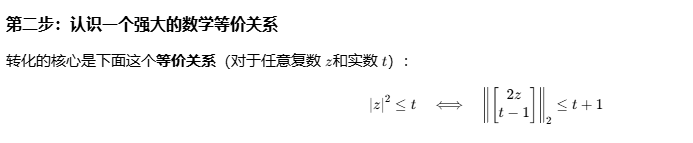 第二步：认识一个强大的数学等价关系
转化的核心是下面这个等价关系（对于任意复数 z和实数 t）：
|z|² ≤ t ⟺ ‖[2z; t − 1]‖₂ ≤ t + 1